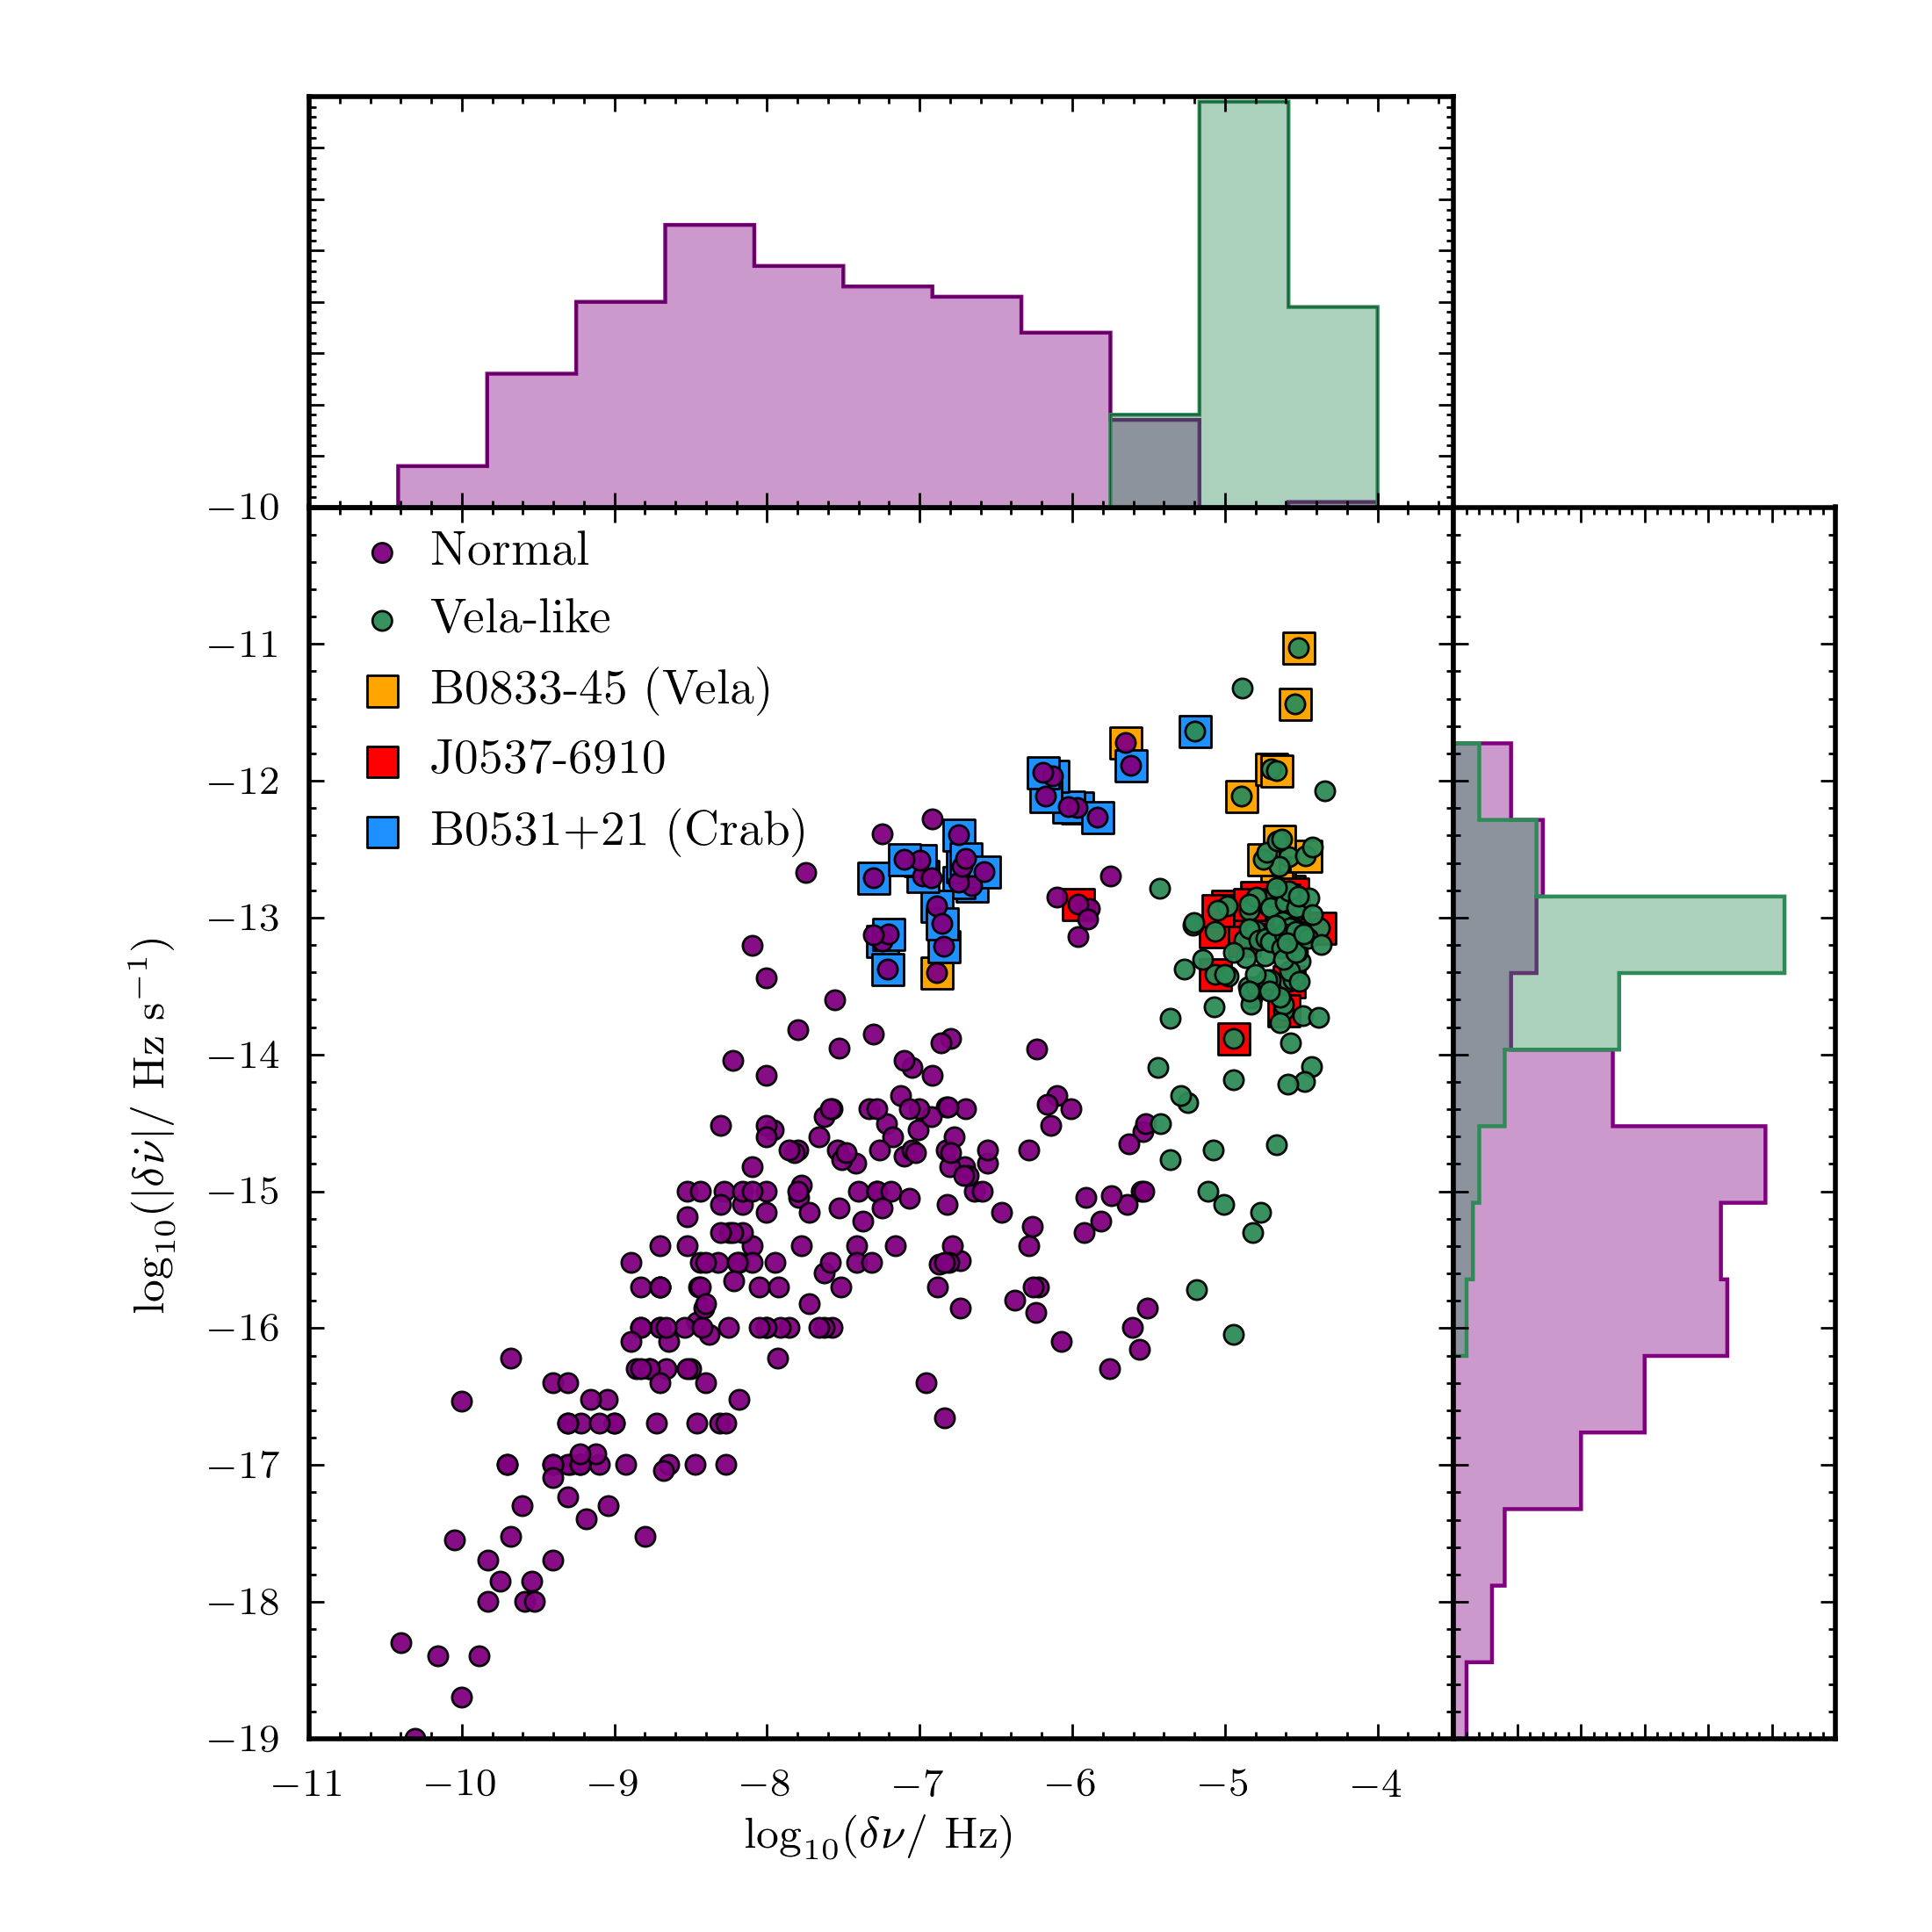 −10
Normal
Vela-like
−11
B0833-45 (Vela)
J0537-6910
−12
B0531+21 (Crab)
−13
−14
−15
−16
−17
−18
−19
log₁₀(|δν̇|/ Hz s⁻¹)
−11 −10 −9 −8 −7 −6 −5 −4
log₁₀(δν/ Hz)